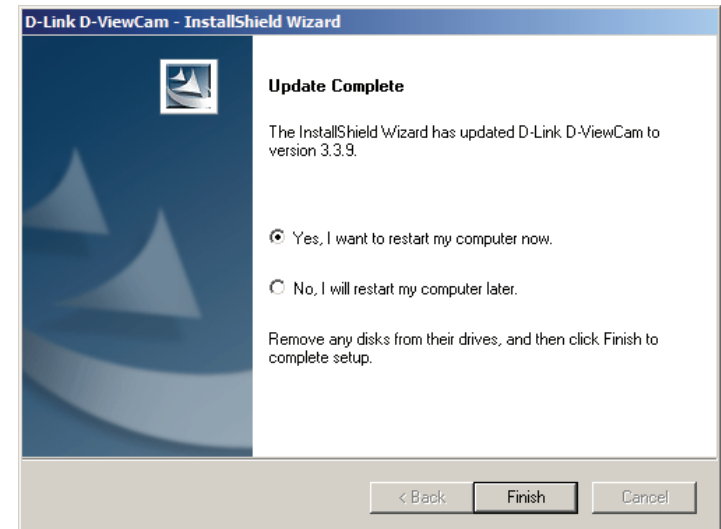 D-Link D-ViewCam - InstallShield Wizard
Update Complete
The InstallShield Wizard has updated D-Link D-ViewCam to
version 3.3.9.
Yes, I want to restart my computer now.
No, I will restart my computer later.
Remove any disks from their drives, and then click Finish to
complete setup.
< Back Finish Cancel